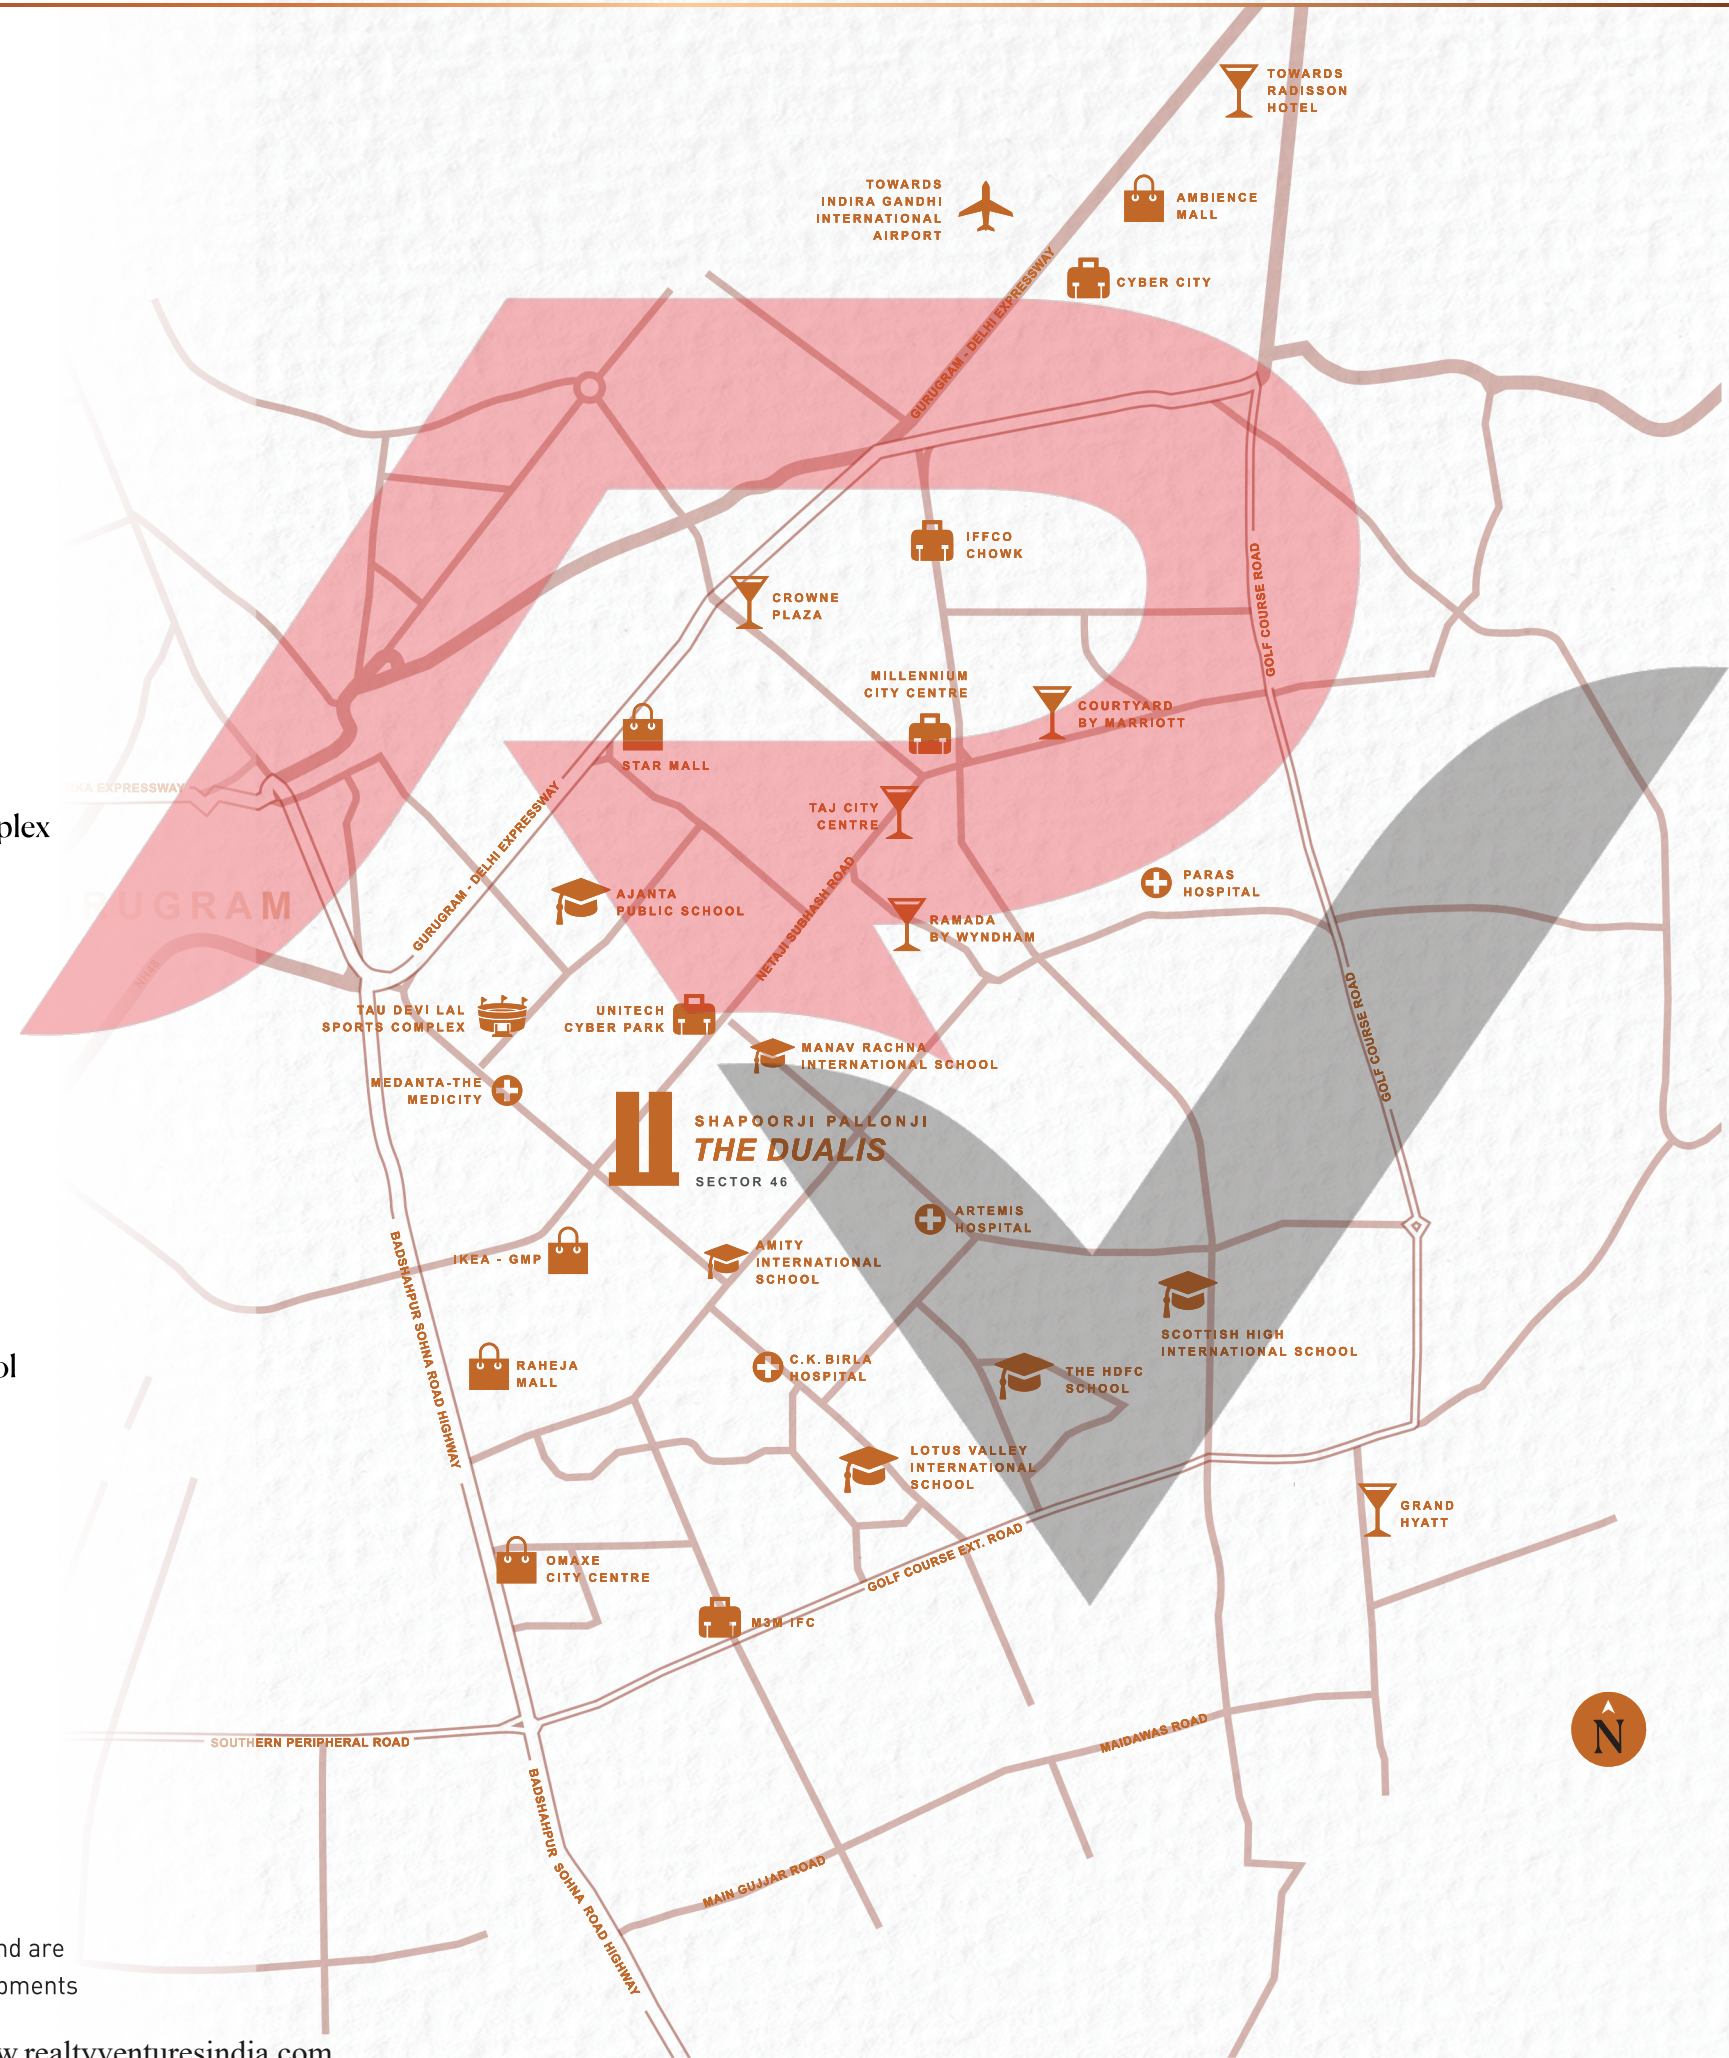 TOWARDS
RADISSON
HOTEL
TOWARDS
INDIRA GANDHI
INTERNATIONAL
AIRPORT
AMBIENCE
MALL
CYBER CITY
GURUGRAM - DELHI EXPRESSWAY
IFFCO
CHOWK
CROWNE
PLAZA
GOLF COURSE ROAD
MILLENNIUM
CITY CENTRE
COURTYARD
BY MARRIOTT
STAR MALL
KA EXPRESSWAY
TAJ CITY
CENTRE
plex
GURUGRAM - DELHI EXPRESSWAY
AJANTA
PUBLIC SCHOOL
NETAJI SUBHASH ROAD
PARAS
HOSPITAL
RUGRAM
RAMADA
BY WYNDHAM
GOLF COURSE ROAD
TAU DEVI LAL
SPORTS COMPLEX
UNITECH
CYBER PARK
MANAV RACHNA
INTERNATIONAL SCHOOL
MEDANTA-THE
MEDICITY
SHAPOORJI PALLONJI
THE DUALIS
SECTOR 46
ARTEMIS
HOSPITAL
IKEA - GMP
AMITY
INTERNATIONAL
SCHOOL
BADSHAHPUR SOHNA ROAD HIGHWAY
SCOTTISH HIGH
INTERNATIONAL SCHOOL
ol
RAHEJA
MALL
C.K. BIRLA
HOSPITAL
THE HDFC
SCHOOL
LOTUS VALLEY
INTERNATIONAL
SCHOOL
GRAND
HYATT
GOLF COURSE EXT. ROAD
OMAXE
CITY CENTRE
M3M IFC
N
SOUTHERN PERIPHERAL ROAD
MAIDAWAS ROAD
BADSHAHPUR SOHNA ROAD HIGHWAY
MAIN GUJJAR ROAD
nd are
pments
w.realtyventuresindia.com